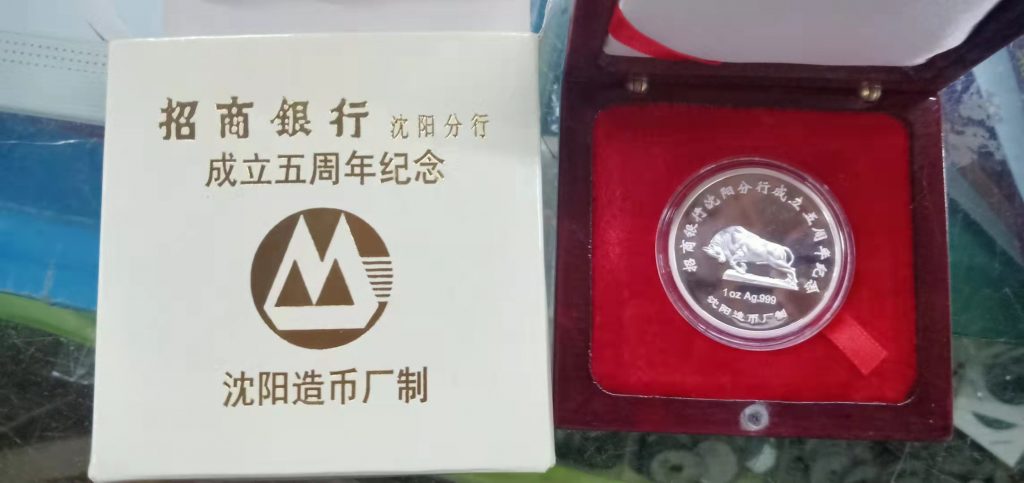 招商銀行 沈阳分行
成立五周年纪念
沈阳造币厂制
招商銀行沈阳分行成立五周年纪念
1oz Ag.999
沈阳造币厂制